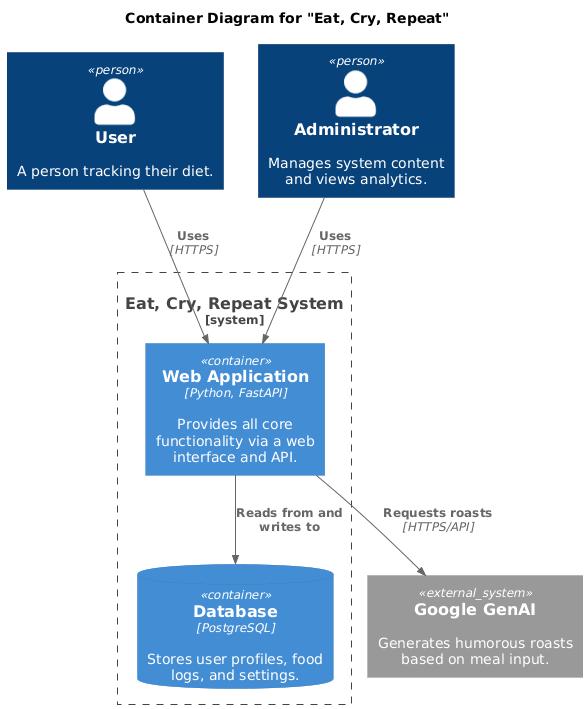 Container Diagram for "Eat, Cry, Repeat"
«person»
User
A person tracking their diet.
«person»
Administrator
Manages system content
and views analytics.
Uses
[HTTPS]
Uses
[HTTPS]
Eat, Cry, Repeat System
[system]
«container»
Web Application
[Python, FastAPI]
Provides all core
functionality via a web
interface and API.
Reads from and
writes to
Requests roasts
[HTTPS/API]
«container»
Database
[PostgreSQL]
Stores user profiles, food
logs, and settings.
«external_system»
Google GenAI
Generates humorous roasts
based on meal input.